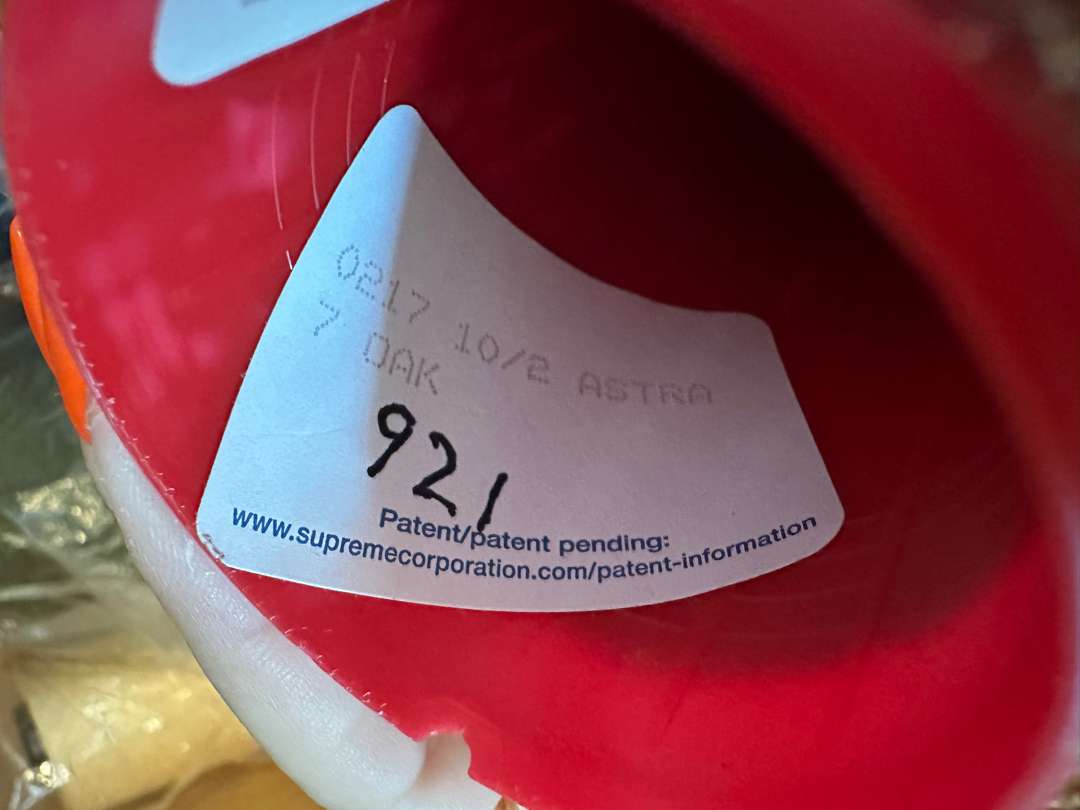 0217 10/2 ASTRA
7 OAK
921
Patent/patent pending:
www.supremecorporation.com/patent-information